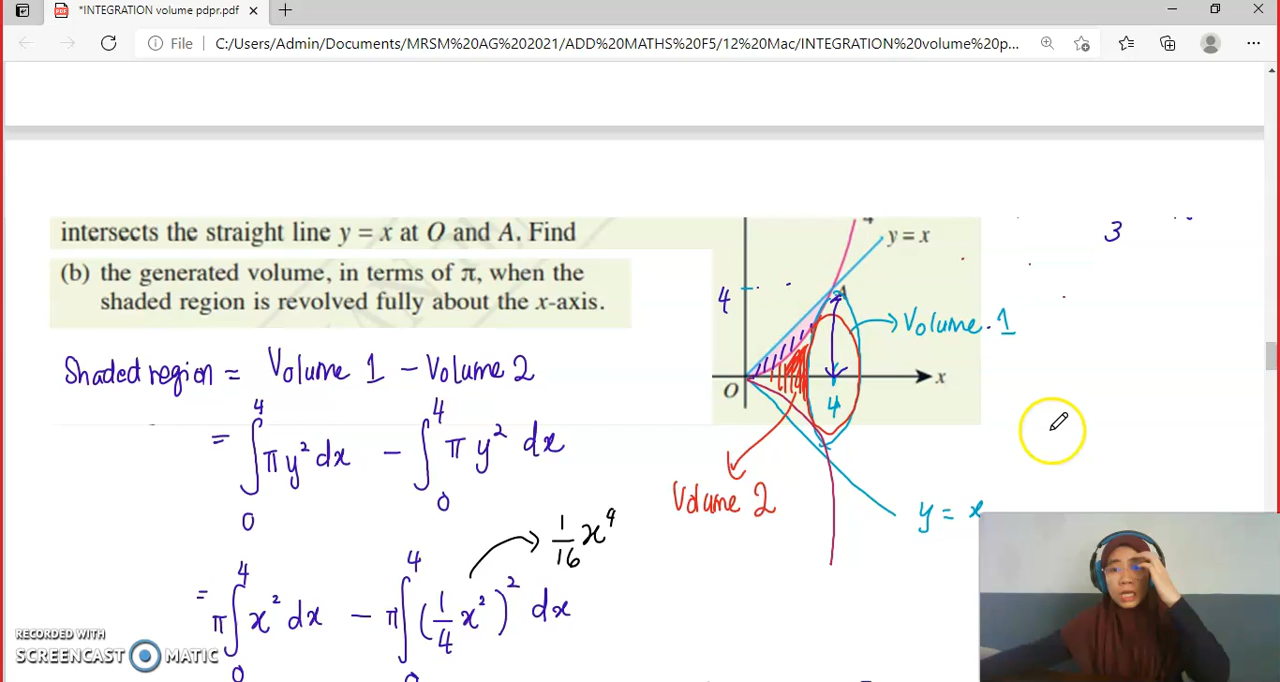 *INTEGRATION volume pdpr.pdf
File
C:/Users/Admin/Documents/MRSM%20AG%202021/ADD%20MATHS%20F5/12%20Mac/INTEGRATION%20volume%20p...
intersects the straight line y = x at O and A. Find
(b) the generated volume, in terms of π, when the
shaded region is revolved fully about the x-axis.
4
y = x
3
4
A
Volume 1
O
x
4
Shaded region = Volume 1 − Volume 2
= ∫₀⁴ πy² dx − ∫₀⁴ πy² dx
Volume 2
y = x
1/16 x⁴
= π∫₀⁴ x² dx − π∫₀⁴ (1/4 x²)² dx
RECORDED WITH
SCREENCAST MATIC